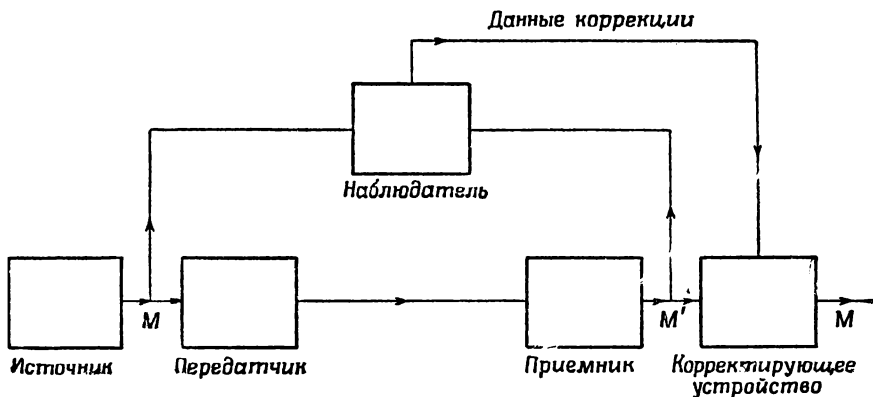 Данные коррекции
Наблюдатель
M
M'
M
Источник
Передатчик
Приемник
Корректирующее
устройство